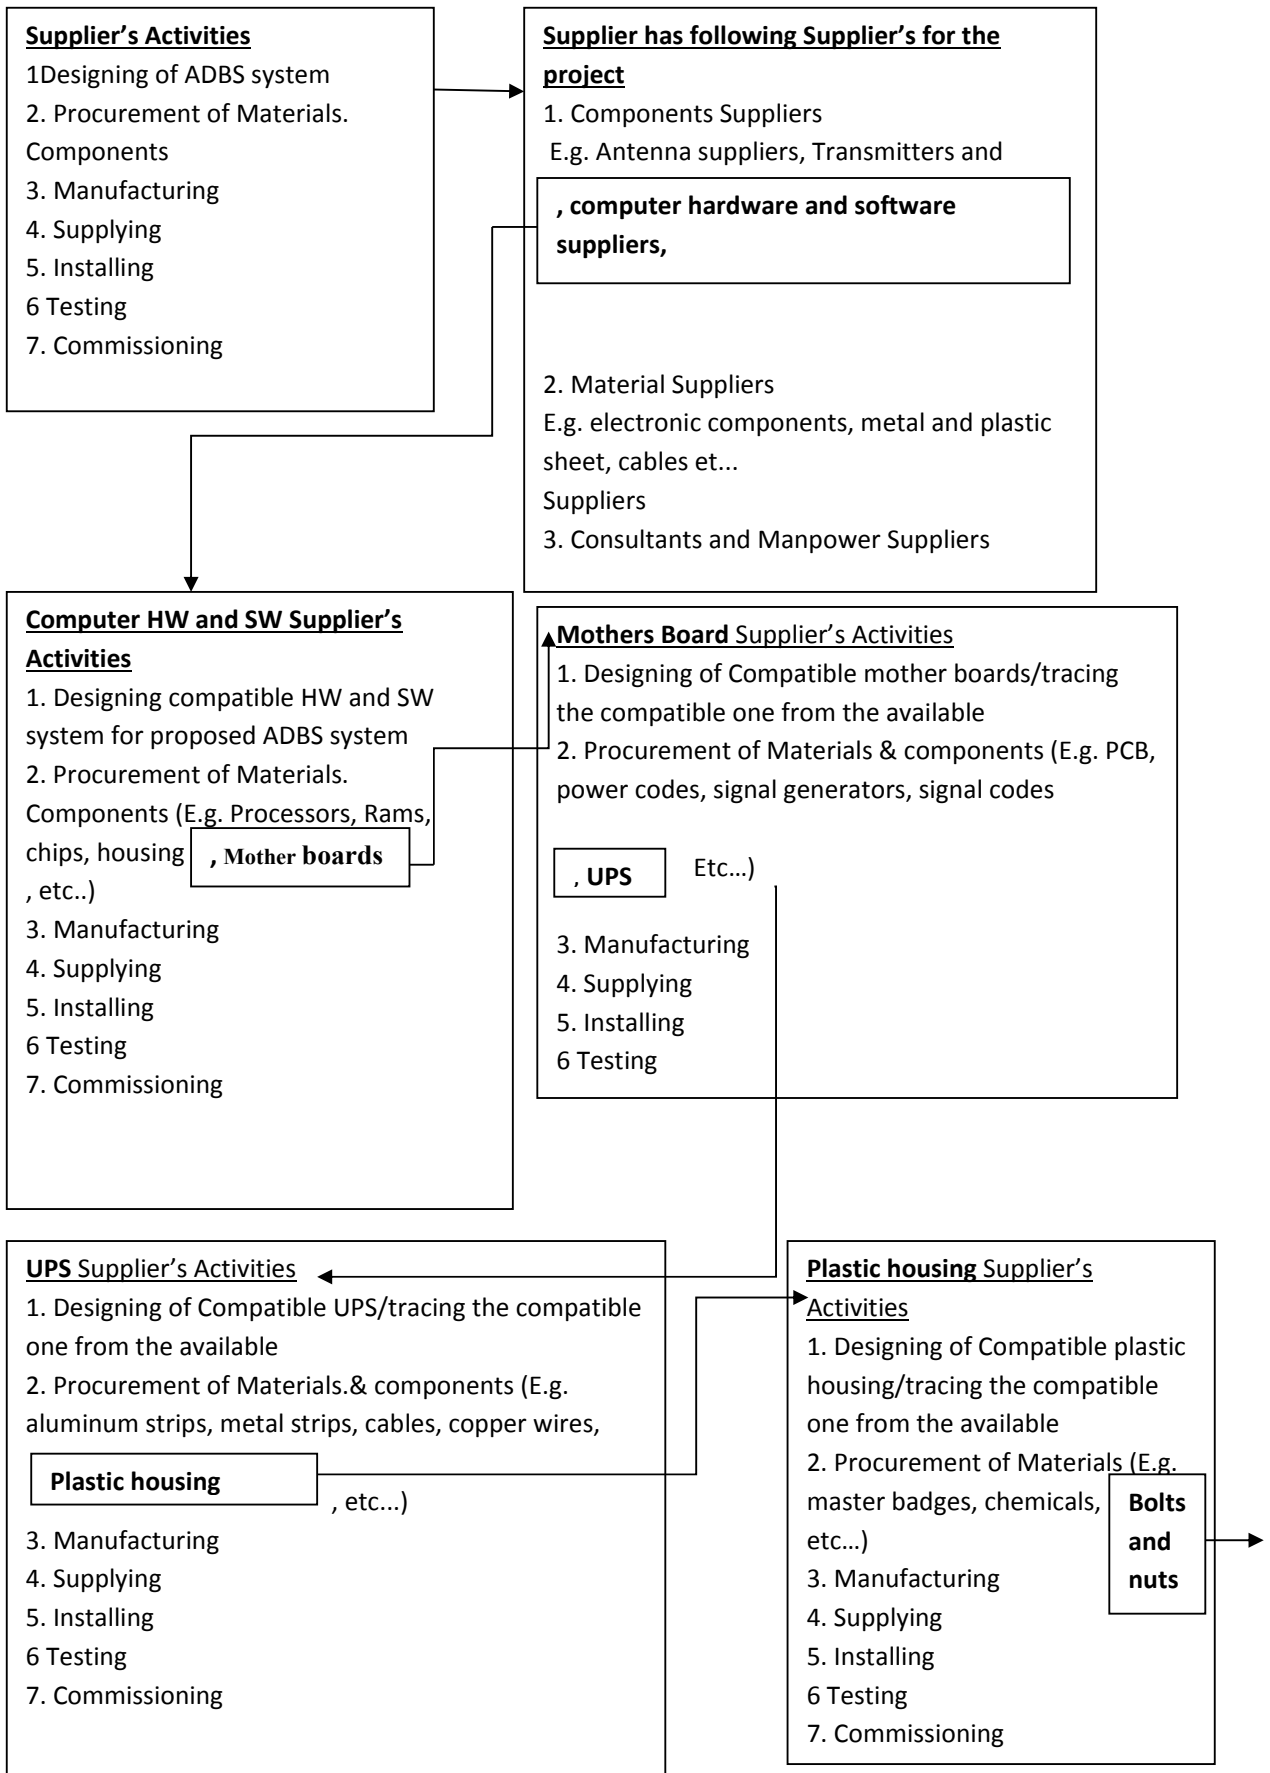 Supplier's Activities
1Designing of ADBS system
2. Procurement of Materials.
Components
3. Manufacturing
4. Supplying
5. Installing
6 Testing
7. Commissioning
Supplier has following Supplier's for the
project
1. Components Suppliers
E.g. Antenna suppliers, Transmitters and
, computer hardware and software
suppliers,
2. Material Suppliers
E.g. electronic components, metal and plastic
sheet, cables et...
Suppliers
3. Consultants and Manpower Suppliers
Computer HW and SW Supplier's
Activities
1. Designing compatible HW and SW
system for proposed ADBS system
2. Procurement of Materials.
Components (E.g. Processors, Rams,
chips, housing , Mother boards
, etc..)
3. Manufacturing
4. Supplying
5. Installing
6 Testing
7. Commissioning
Mothers Board Supplier's Activities
1. Designing of Compatible mother boards/tracing
the compatible one from the available
2. Procurement of Materials & components (E.g. PCB,
power codes, signal generators, signal codes
, UPS Etc...)
3. Manufacturing
4. Supplying
5. Installing
6 Testing
UPS Supplier's Activities
1. Designing of Compatible UPS/tracing the compatible
one from the available
2. Procurement of Materials.& components (E.g.
aluminum strips, metal strips, cables, copper wires,
Plastic housing , etc...)
3. Manufacturing
4. Supplying
5. Installing
6 Testing
7. Commissioning
Plastic housing Supplier's
Activities
1. Designing of Compatible plastic
housing/tracing the compatible
one from the available
2. Procurement of Materials (E.g.
master badges, chemicals,
etc...)
Bolts
and
nuts
3. Manufacturing
4. Supplying
5. Installing
6 Testing
7. Commissioning